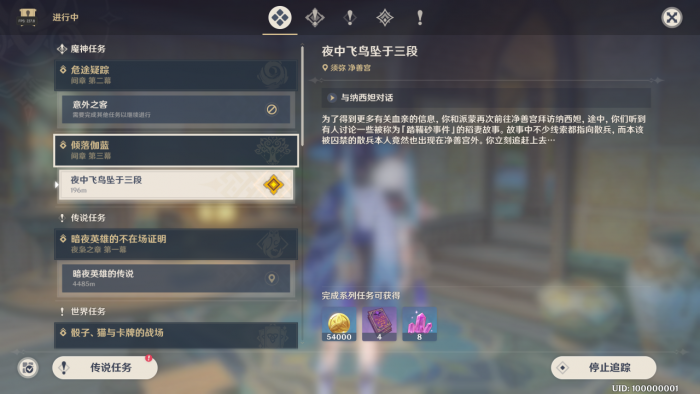 进行中
魔神任务
危途疑踪
间章 第二幕
意外之客
需要完成其他任务以继续进行
倾落伽蓝
间章 第三幕
夜中飞鸟坠于三段
196m
传说任务
暗夜英雄的不在场证明
夜枭之章 第一幕
暗夜英雄的传说
4485m
世界任务
骰子、猫与卡牌的战场
传说任务
夜中飞鸟坠于三段
须弥 净善宫
与纳西妲对话
为了得到更多有关血亲的信息，你和派蒙再次前往净善宫拜访纳西妲，途中，你们听到
有人讨论一些被称为「踏鞴砂事件」的稻妻故事。故事中不少线索都指向散兵，而本该
被囚禁的散兵本人竟然也出现在净善宫外。你立刻追赶上去…
完成系列任务可获得
54000
4
8
停止追踪
UID: 100000001